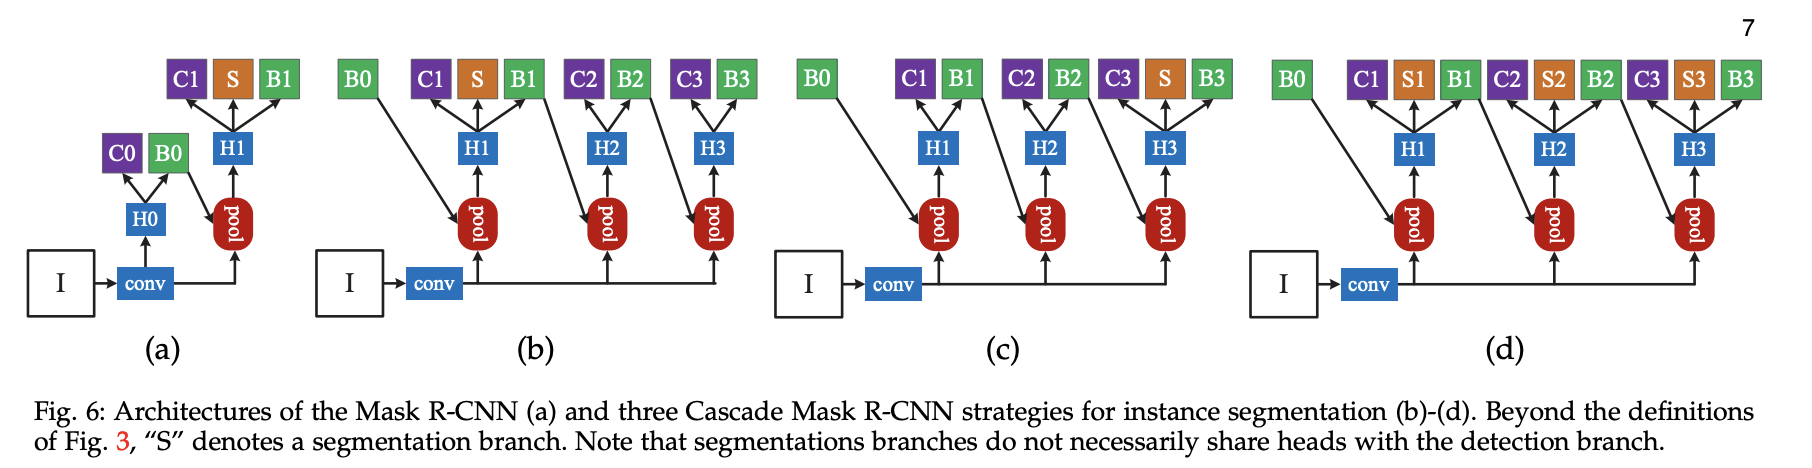 7
C1 S B1 B0 C1 S B1 C2 B2 C3 B3 B0 C1 B1 C2 B2 C3 S B3 B0 C1 S1 B1 C2 S2 B2 C3 S3 B3
C0 B0 H1 H1 H2 H3 H1 H2 H3 H1 H2 H3
H0 pool pool pool pool pool pool pool pool pool pool
I conv I conv I conv I conv
(a) (b) (c) (d)
Fig. 6: Architectures of the Mask R-CNN (a) and three Cascade Mask R-CNN strategies for instance segmentation (b)-(d). Beyond the definitions
of Fig. 3, “S” denotes a segmentation branch. Note that segmentations branches do not necessarily share heads with the detection branch.